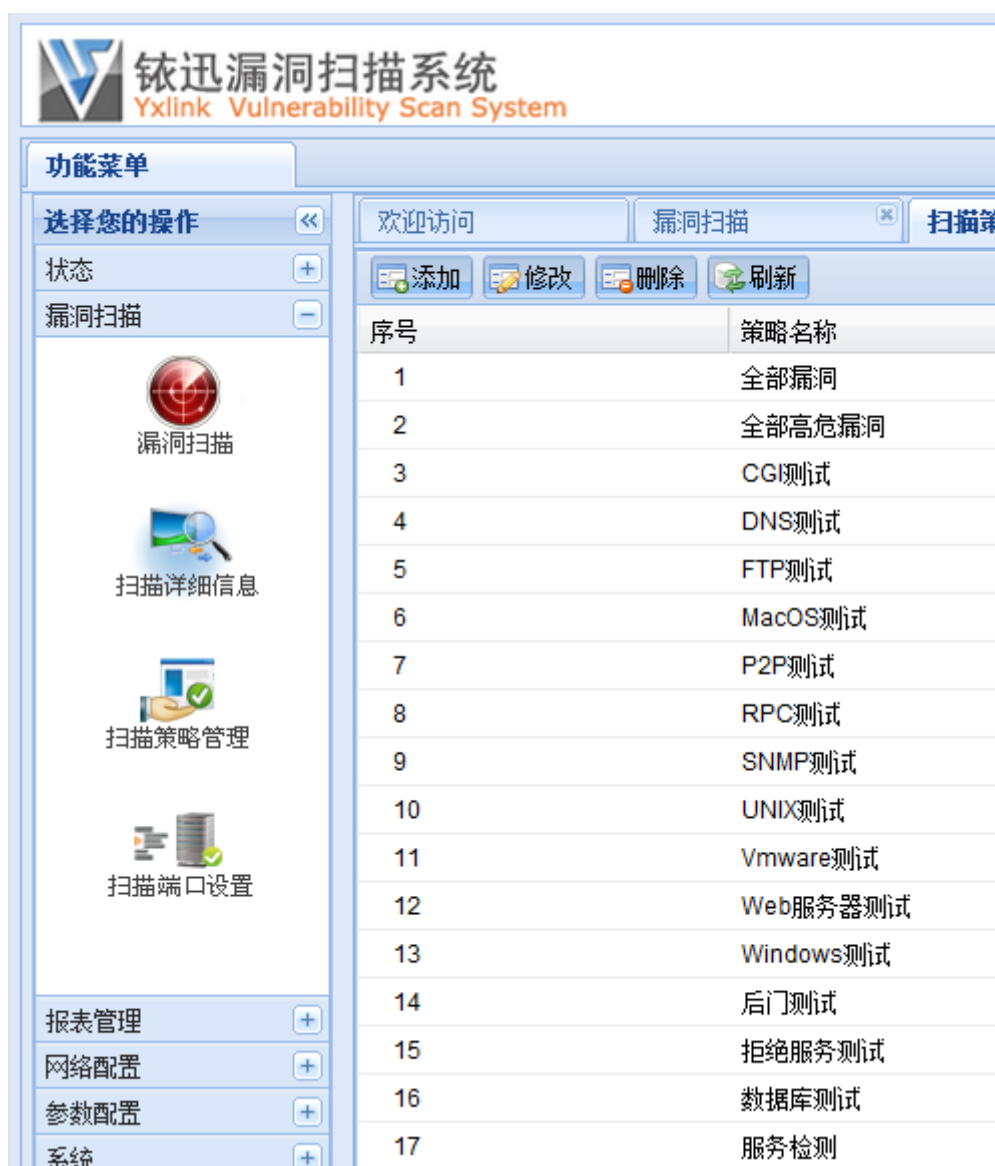 铱迅漏洞扫描系统
Yxlink Vulnerability Scan System
功能菜单
选择您的操作
状态
漏洞扫描
漏洞扫描
扫描详细信息
扫描策略管理
扫描端口设置
报表管理
网络配置
参数配置
系统
欢迎访问 漏洞扫描 扫描策
添加 修改 删除 刷新
序号 策略名称
1 全部漏洞
2 全部高危漏洞
3 CGI测试
4 DNS测试
5 FTP测试
6 MacOS测试
7 P2P测试
8 RPC测试
9 SNMP测试
10 UNIX测试
11 Vmware测试
12 Web服务器测试
13 Windows测试
14 后门测试
15 拒绝服务测试
16 数据库测试
17 服务检测